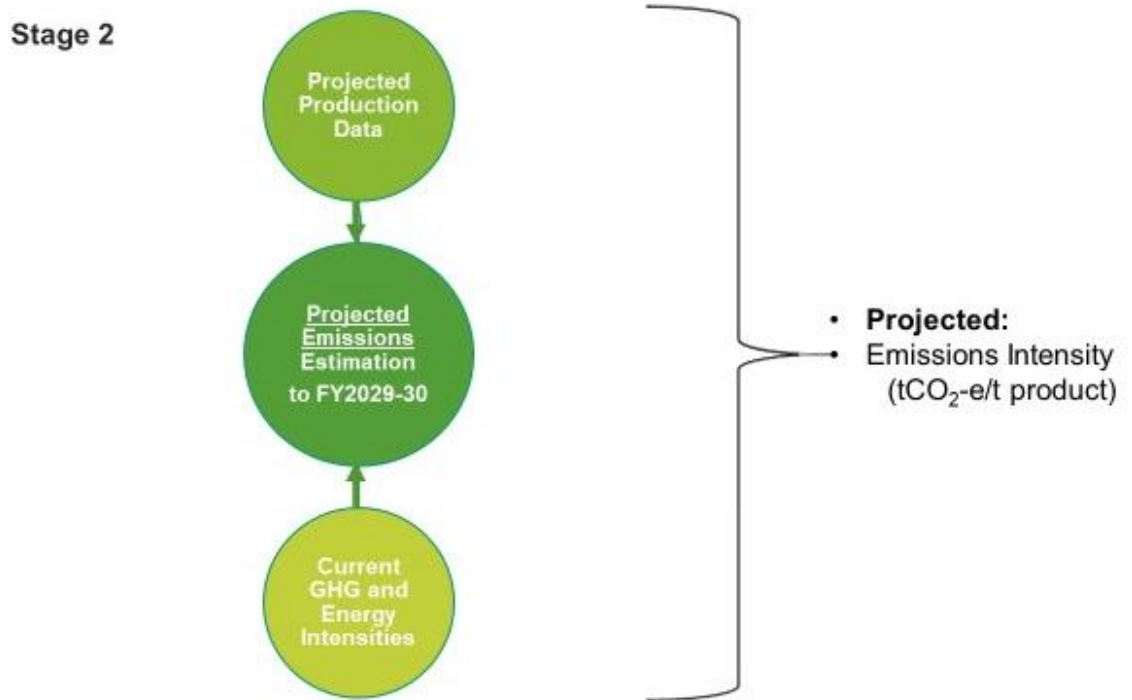 Stage 2
Projected
Production
Data
Projected
Emissions
Estimation
to FY2029-30
Current
GHG and
Energy
Intensities
• Projected:
• Emissions Intensity
(tCO₂-e/t product)